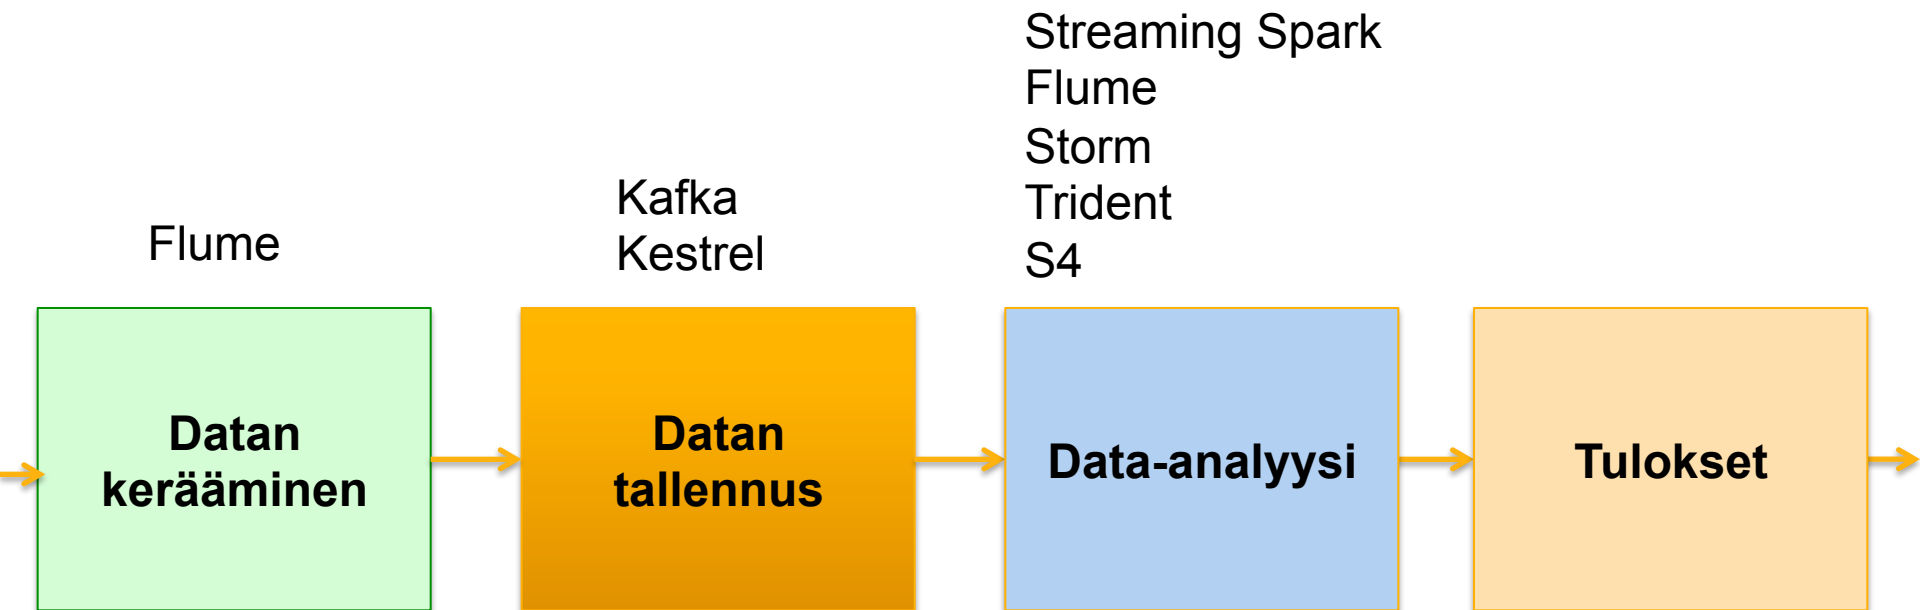 Flume
Kafka
Kestrel
Streaming Spark
Flume
Storm
Trident
S4
Datan
kerääminen
Datan
tallennus
Data-analyysi
Tulokset